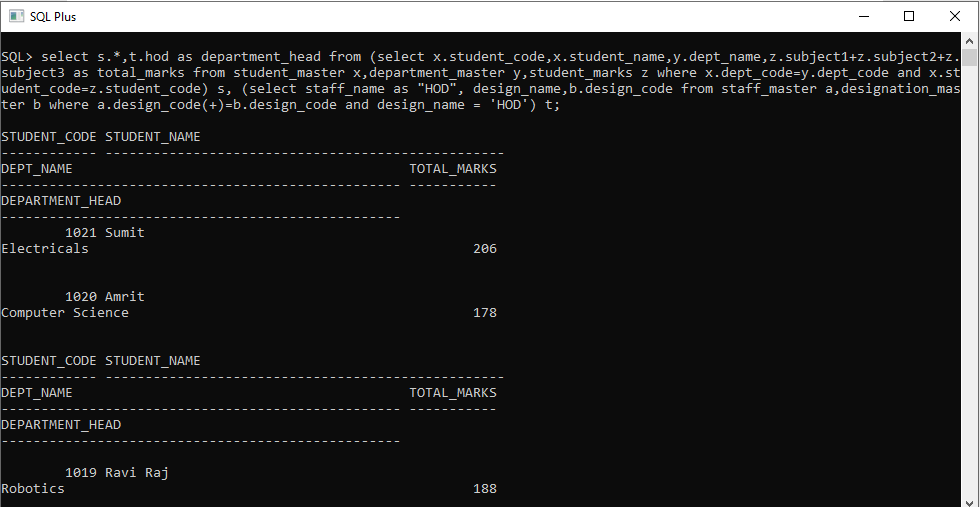 SQL Plus
SQL> select s.*,t.hod as department_head from (select x.student_code,x.student_name,y.dept_name,z.subject1+z.subject2+z.
subject3 as total_marks from student_master x,department_master y,student_marks z where x.dept_code=y.dept_code and x.st
udent_code=z.student_code) s, (select staff_name as "HOD", design_name,b.design_code from staff_master a,designation_mas
ter b where a.design_code(+)=b.design_code and design_name = 'HOD') t;
STUDENT_CODE STUDENT_NAME
------------ --------------------------------------------------
DEPT_NAME                                          TOTAL_MARKS
-------------------------------------------------- -----------
DEPARTMENT_HEAD
--------------------------------------------------
        1021 Sumit
Electricals                                                206
        1020 Amrit
Computer Science                                           178
STUDENT_CODE STUDENT_NAME
------------ --------------------------------------------------
DEPT_NAME                                          TOTAL_MARKS
-------------------------------------------------- -----------
DEPARTMENT_HEAD
--------------------------------------------------
        1019 Ravi Raj
Robotics                                                   188